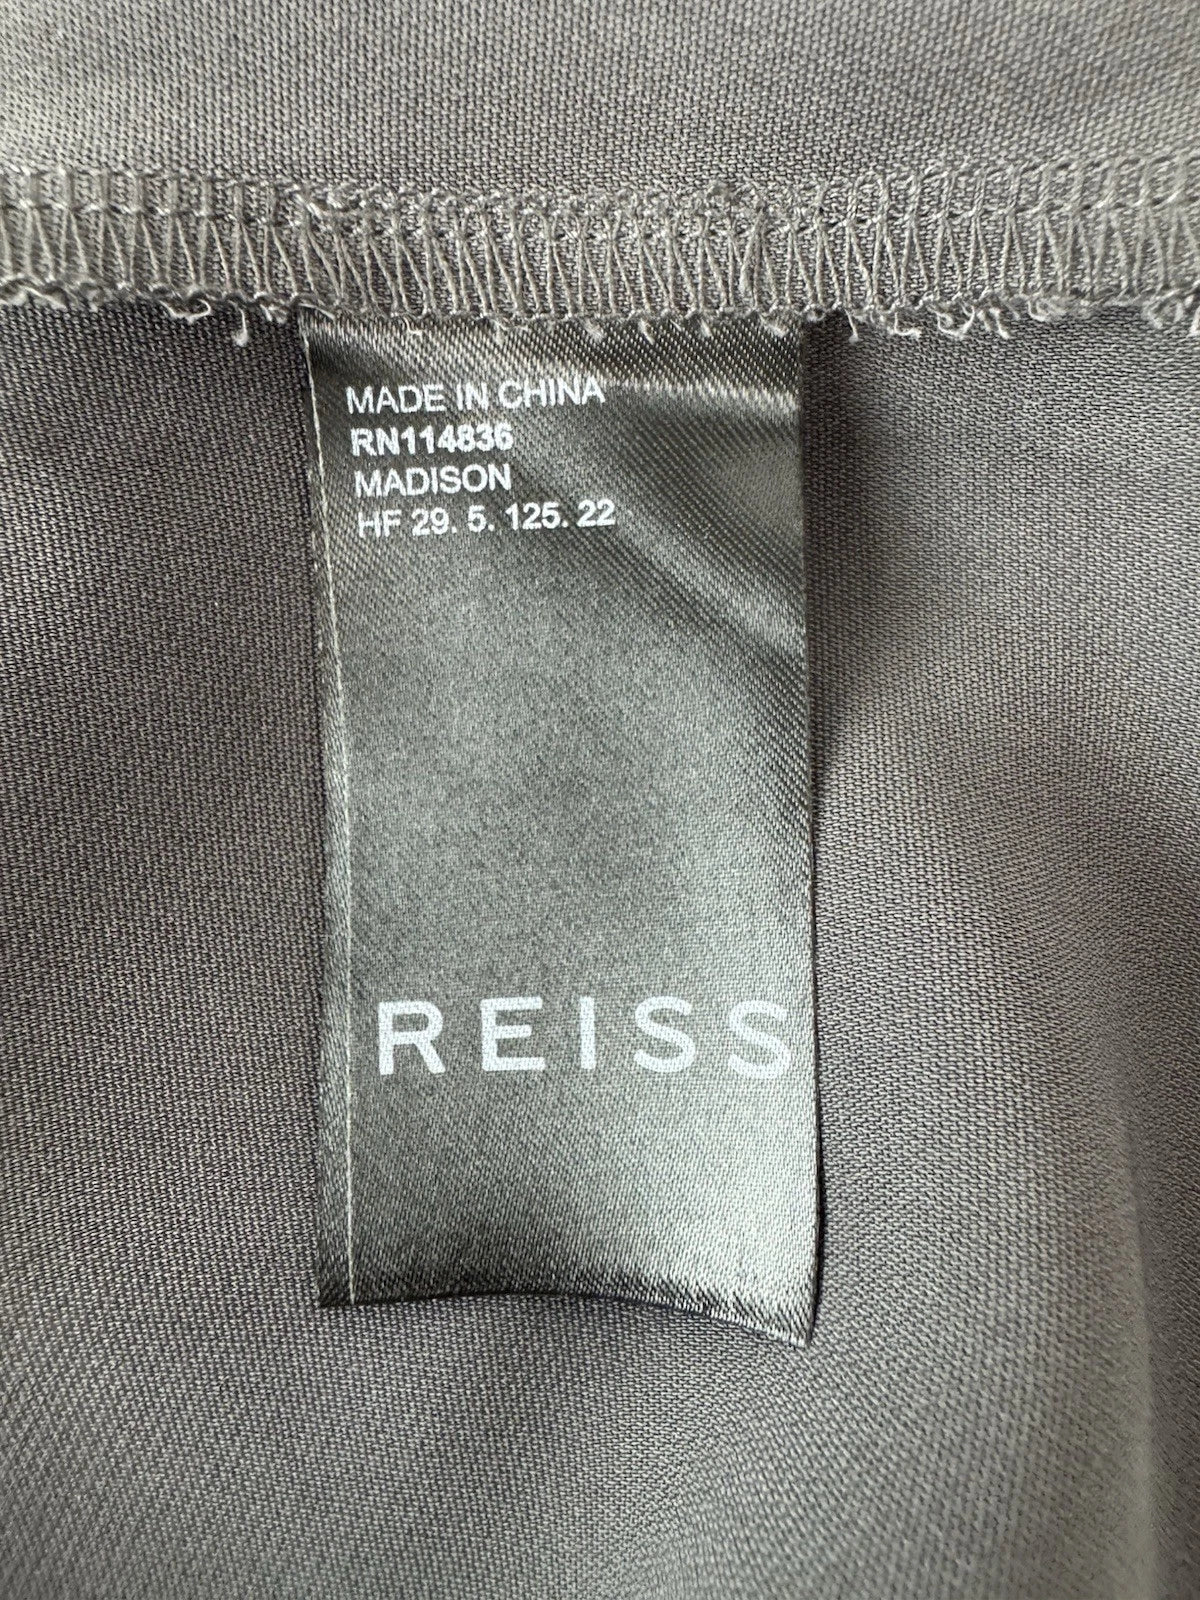 MADE IN CHINA
RN114836
MADISON
HF 29. 5. 125. 22
REISS